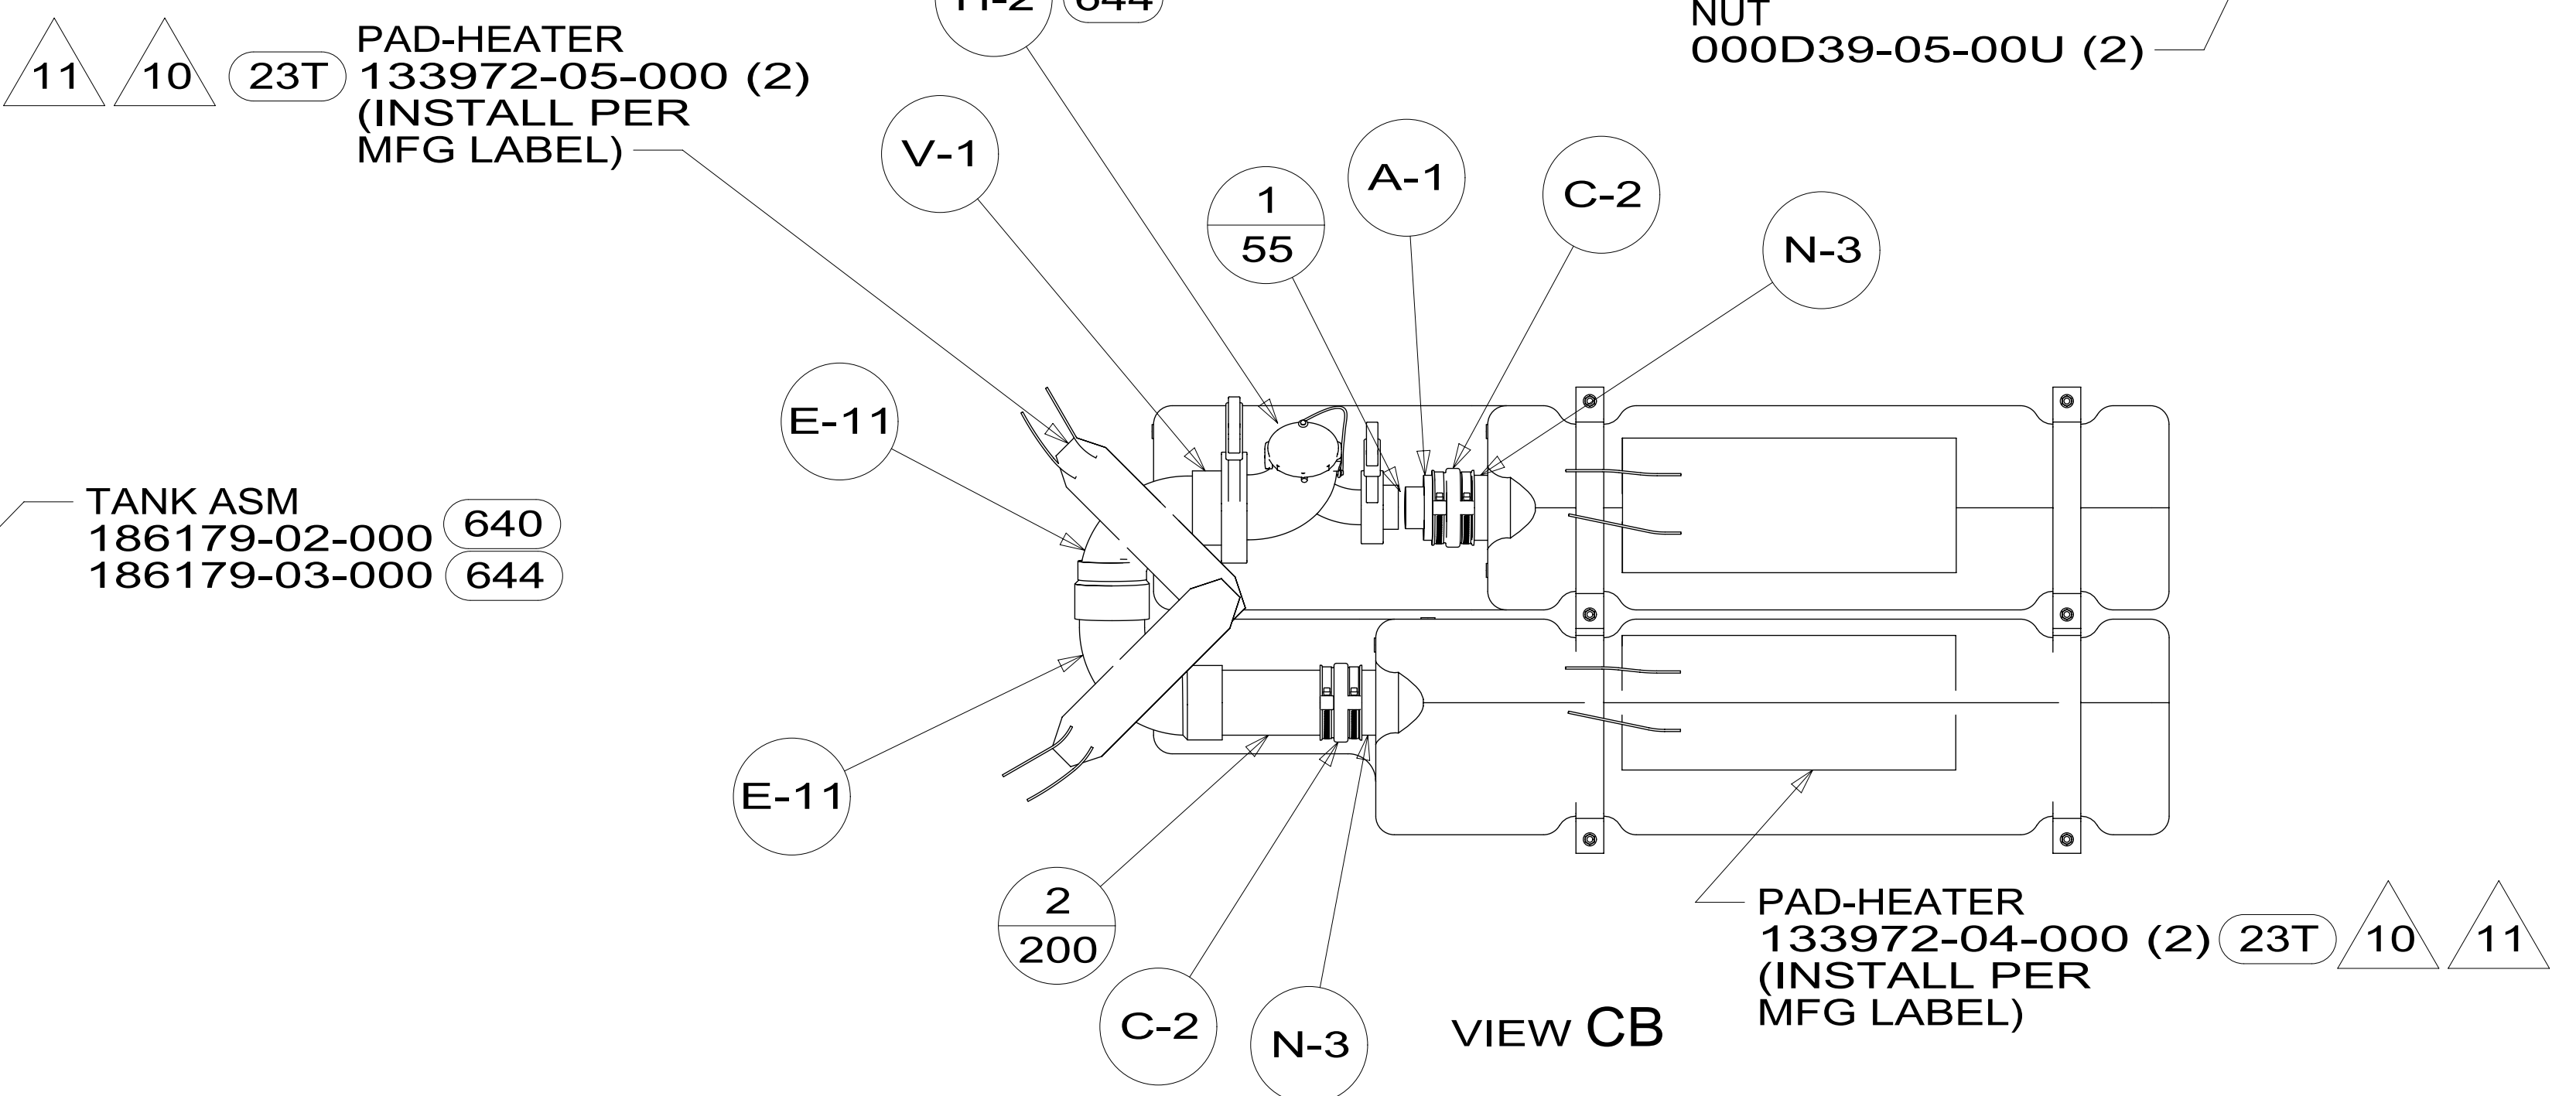 644
NUT
000D39-05-00U (2)
11
10
23T
PAD-HEATER
133972-05-000 (2)
(INSTALL PER
MFG LABEL)
V-1
1
55
A-1
C-2
N-3
E-11
TANK ASM
186179-02-000 640
186179-03-000 644
E-11
2
200
C-2
N-3
VIEW CB
PAD-HEATER
133972-04-000 (2) 23T 10 11
(INSTALL PER
MFG LABEL)